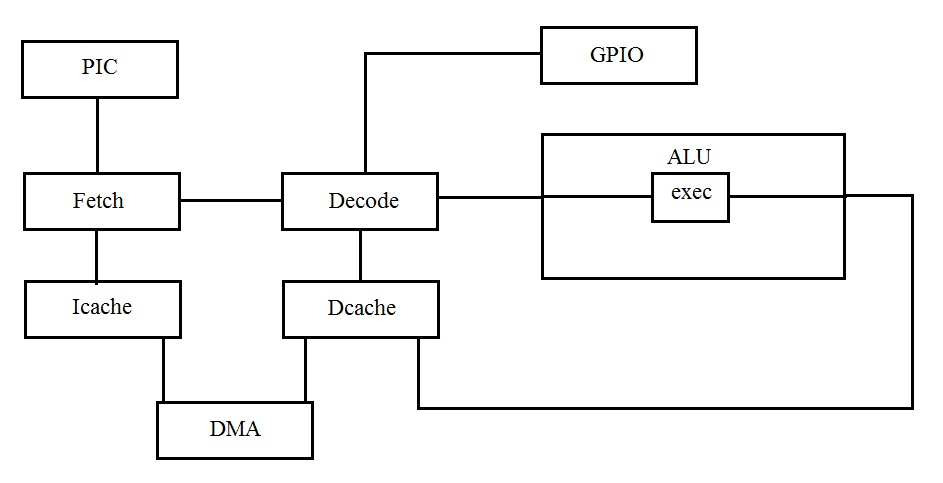 PIC
GPIO
ALU
exec
Fetch
Decode
Icache
Dcache
DMA